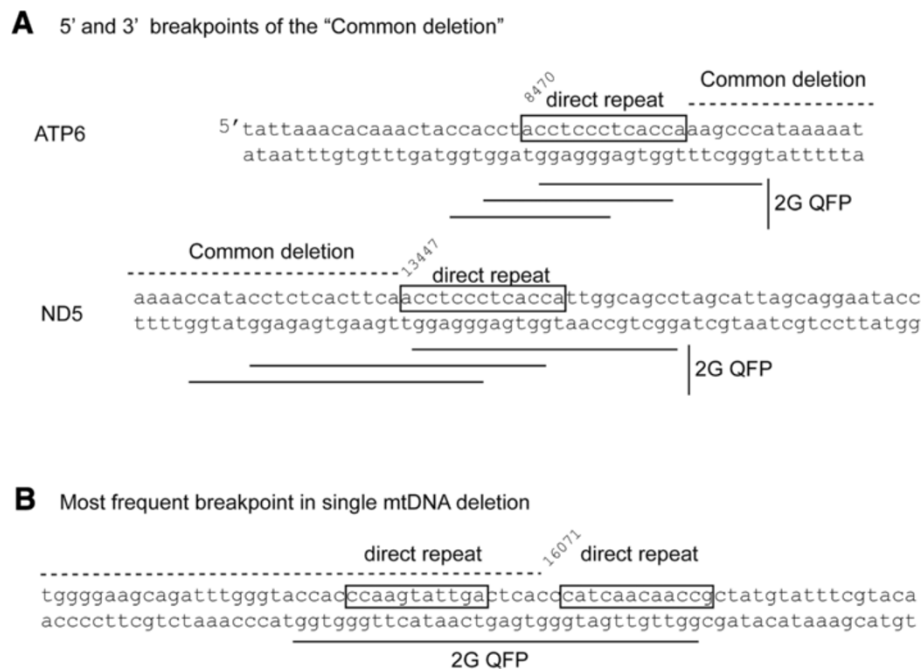 A 5’ and 3’ breakpoints of the “Common deletion”
8470
Common deletion
direct repeat
ATP6
5’tattaaacacaaactaccacctacctccctcaccaaagcccataaaaat
ataatttgtgtttgatggtggatggagggagtggtttcgggtattttta
2G QFP
Common deletion
13447
direct repeat
ND5
aaaaccatacctctcacttcaacctccctcaccattggcagcctagcattagcaggaatacc
ttttggtatggagagtgaagttggagggagtggtaaccgtcggatcgtaatcgtccttatgg
2G QFP
B Most frequent breakpoint in single mtDNA deletion
direct repeat
16071
direct repeat
tggggaagcagatttgggtaccaccccaagtattgactcacccatcaacaaccgctatgtatttcgtaca
accccttcgtctaaacccatggtggggttcataactgagtgggtagttgttggcgatacataaagcatgt
2G QFP